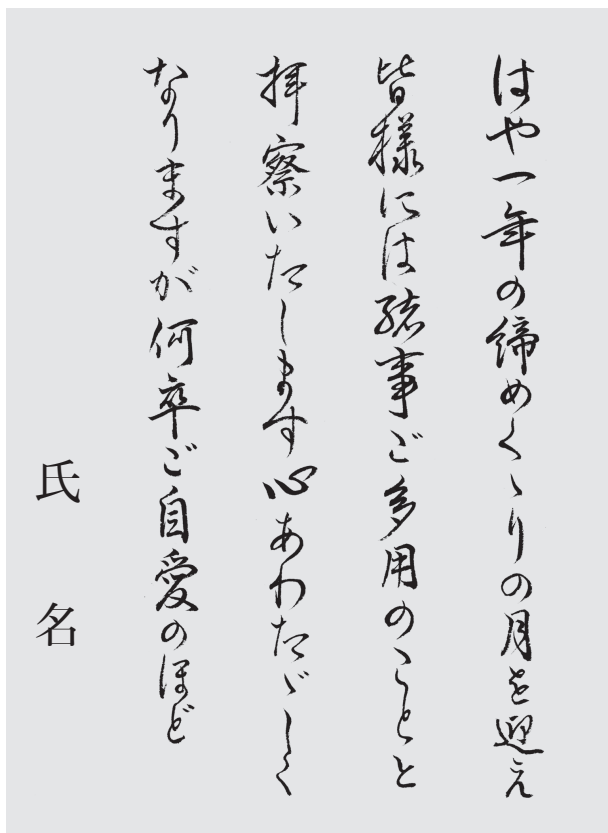 はや一年の締めくゝりの月を迎え
皆様には諸事ご多用のことと
拝察いたします心あわたゞしく
なりますが何卒ご自愛のほど
氏名